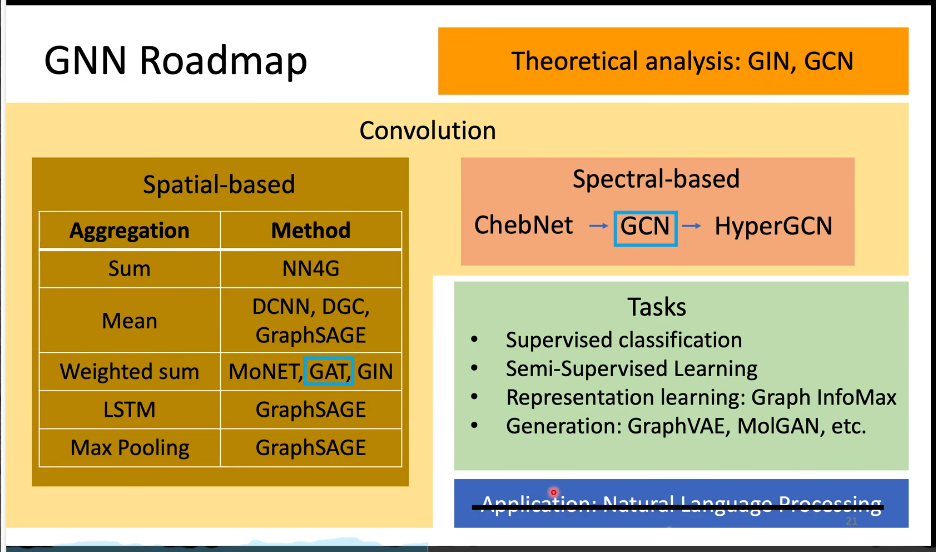 GNN Roadmap
Theoretical analysis: GIN, GCN
Convolution
Spatial-based
Aggregation Method
Sum NN4G
Mean DCNN, DGC,
GraphSAGE
Weighted sum MoNET, GAT, GIN
LSTM GraphSAGE
Max Pooling GraphSAGE
Spectral-based
ChebNet → GCN → HyperGCN
Tasks
• Supervised classification
• Semi-Supervised Learning
• Representation learning: Graph InfoMax
• Generation: GraphVAE, MolGAN, etc.
Application: Natural Language Processing
21